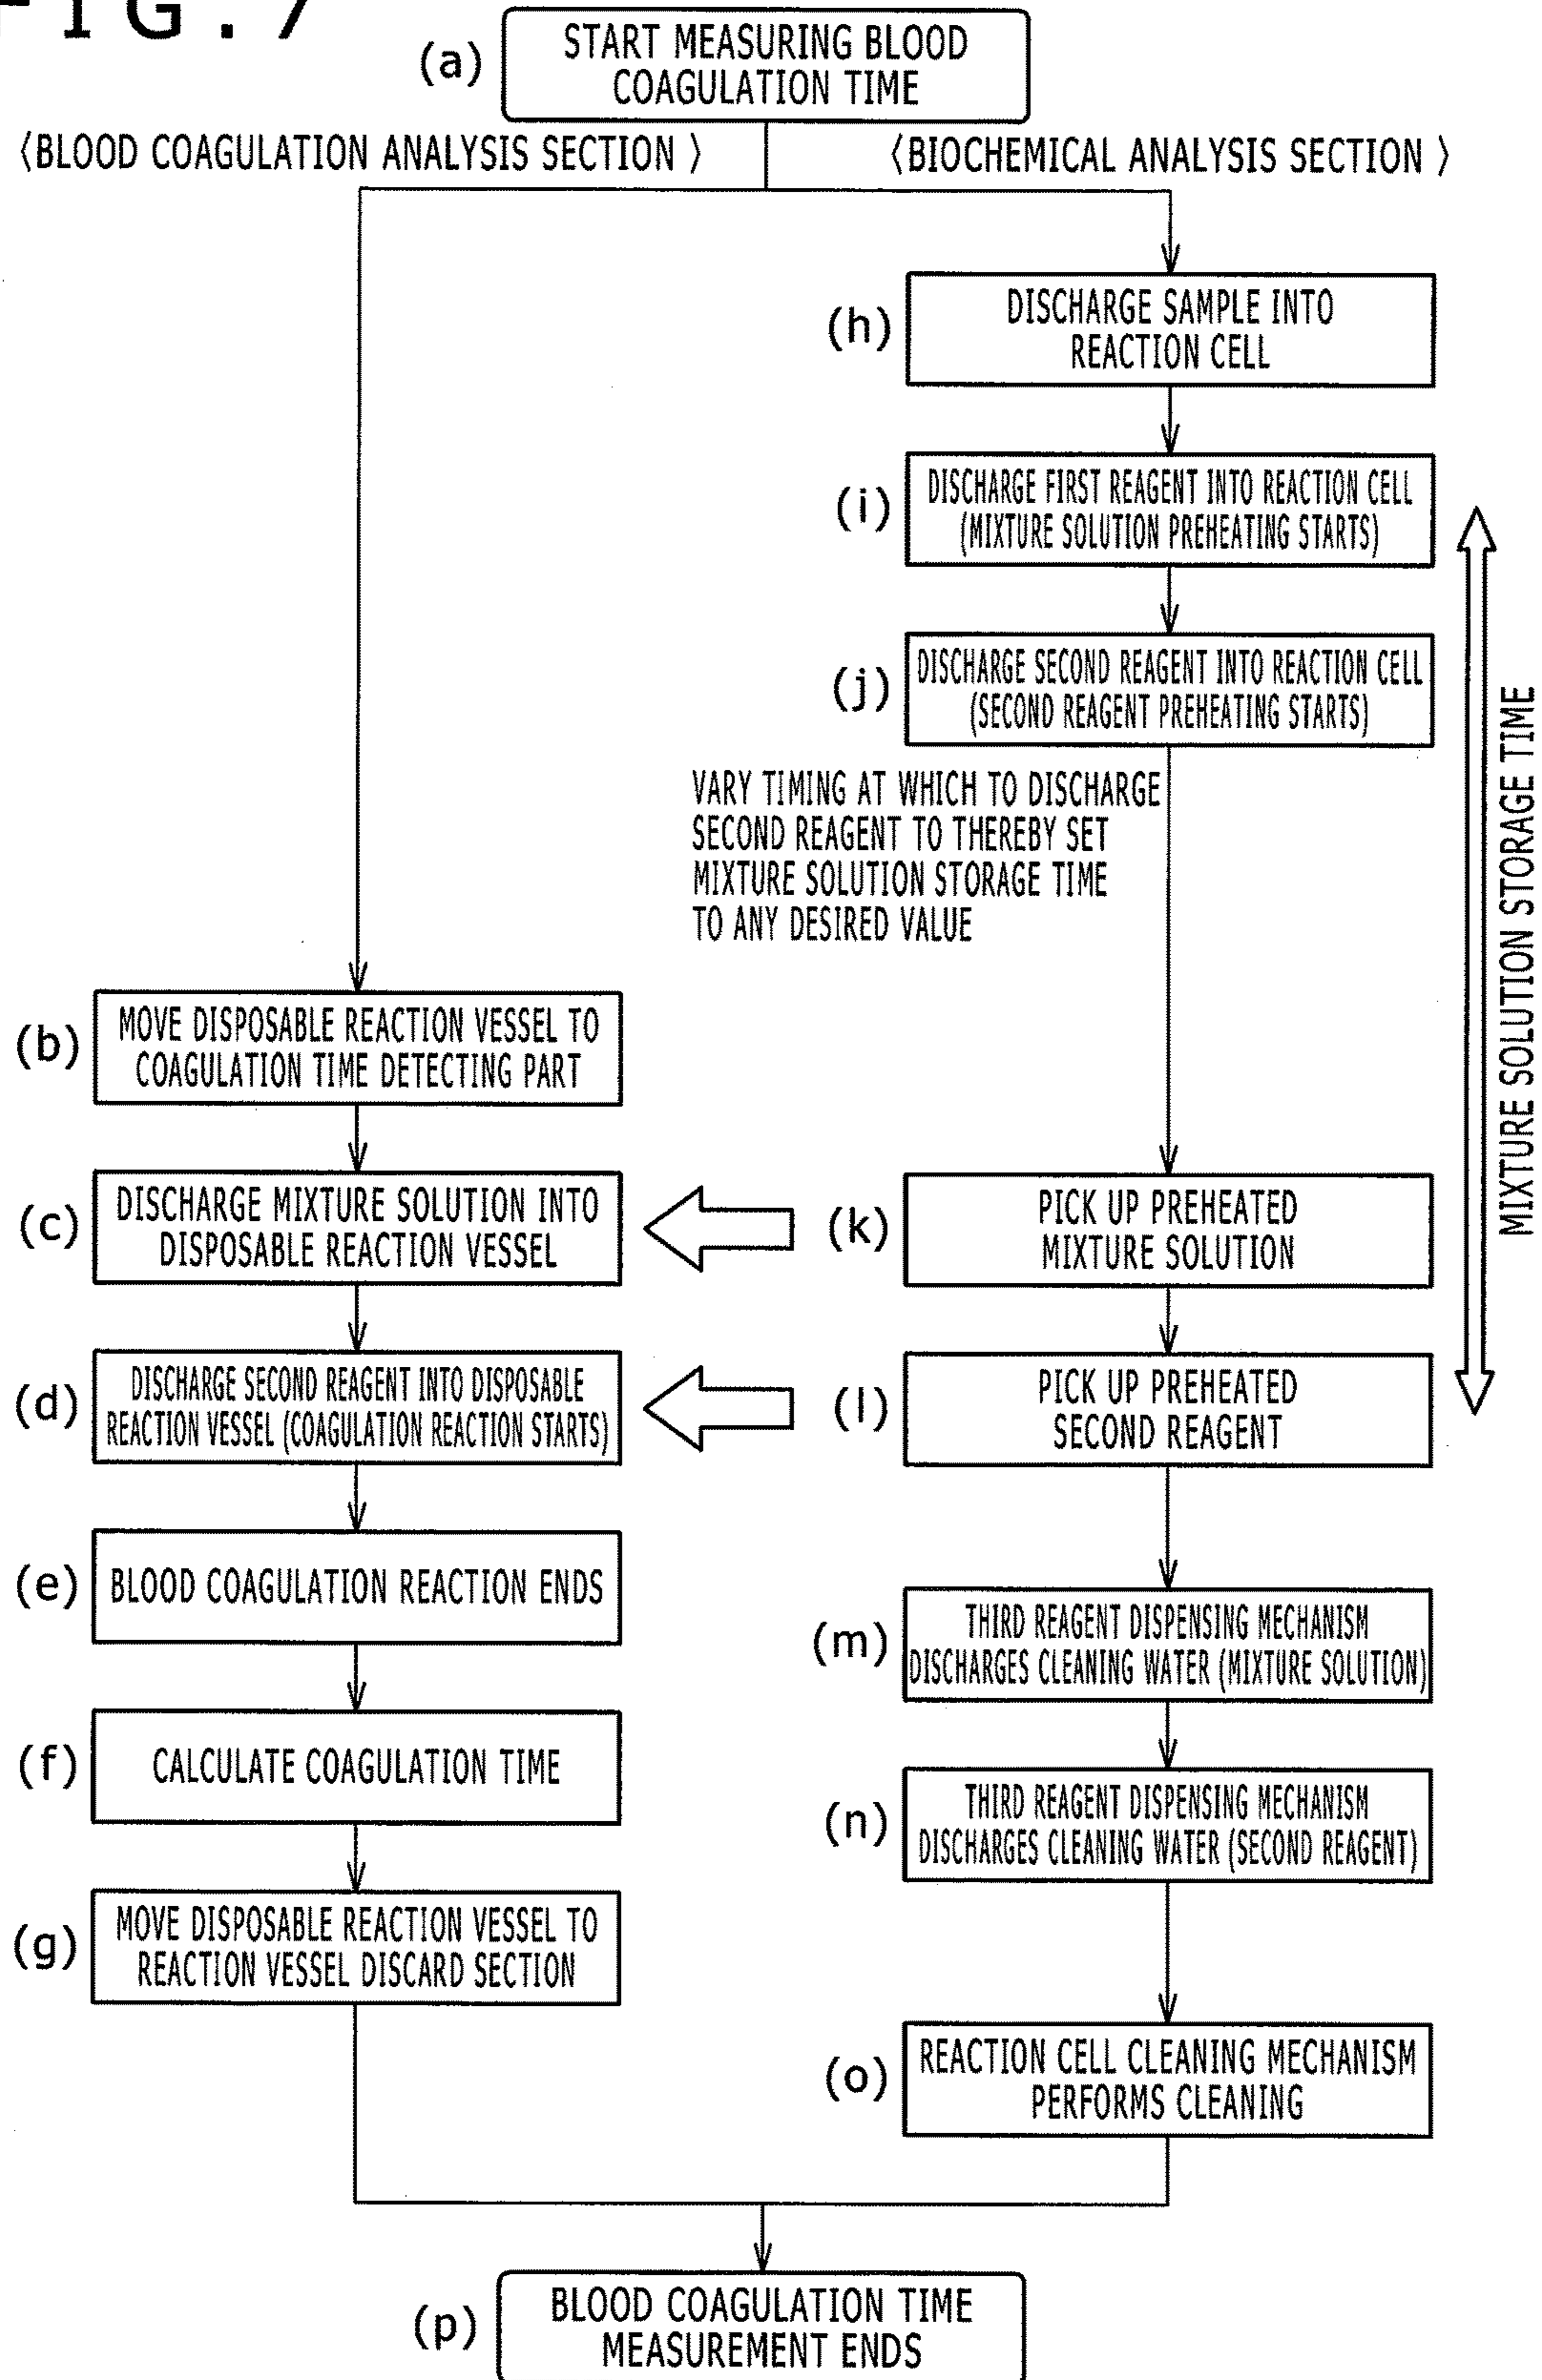 FIG. 7
(a)
START MEASURING BLOOD
COAGULATION TIME
〈BLOOD COAGULATION ANALYSIS SECTION 〉
〈BIOCHEMICAL ANALYSIS SECTION 〉
(h)
DISCHARGE SAMPLE INTO
REACTION CELL
(i)
DISCHARGE FIRST REAGENT INTO REACTION CELL
(MIXTURE SOLUTION PREHEATING STARTS)
(j)
DISCHARGE SECOND REAGENT INTO REACTION CELL
(SECOND REAGENT PREHEATING STARTS)
VARY TIMING AT WHICH TO DISCHARGE
SECOND REAGENT TO THEREBY SET
MIXTURE SOLUTION STORAGE TIME
TO ANY DESIRED VALUE
MIXTURE SOLUTION STORAGE TIME
(b)
MOVE DISPOSABLE REACTION VESSEL TO
COAGULATION TIME DETECTING PART
(c)
DISCHARGE MIXTURE SOLUTION INTO
DISPOSABLE REACTION VESSEL
(k)
PICK UP PREHEATED
MIXTURE SOLUTION
(d)
DISCHARGE SECOND REAGENT INTO DISPOSABLE
REACTION VESSEL (COAGULATION REACTION STARTS)
(l)
PICK UP PREHEATED
SECOND REAGENT
(e)
BLOOD COAGULATION REACTION ENDS
(m)
THIRD REAGENT DISPENSING MECHANISM
DISCHARGES CLEANING WATER (MIXTURE SOLUTION)
(f)
CALCULATE COAGULATION TIME
(n)
THIRD REAGENT DISPENSING MECHANISM
DISCHARGES CLEANING WATER (SECOND REAGENT)
(g)
MOVE DISPOSABLE REACTION VESSEL TO
REACTION VESSEL DISCARD SECTION
(o)
REACTION CELL CLEANING MECHANISM
PERFORMS CLEANING
(p)
BLOOD COAGULATION TIME
MEASUREMENT ENDS